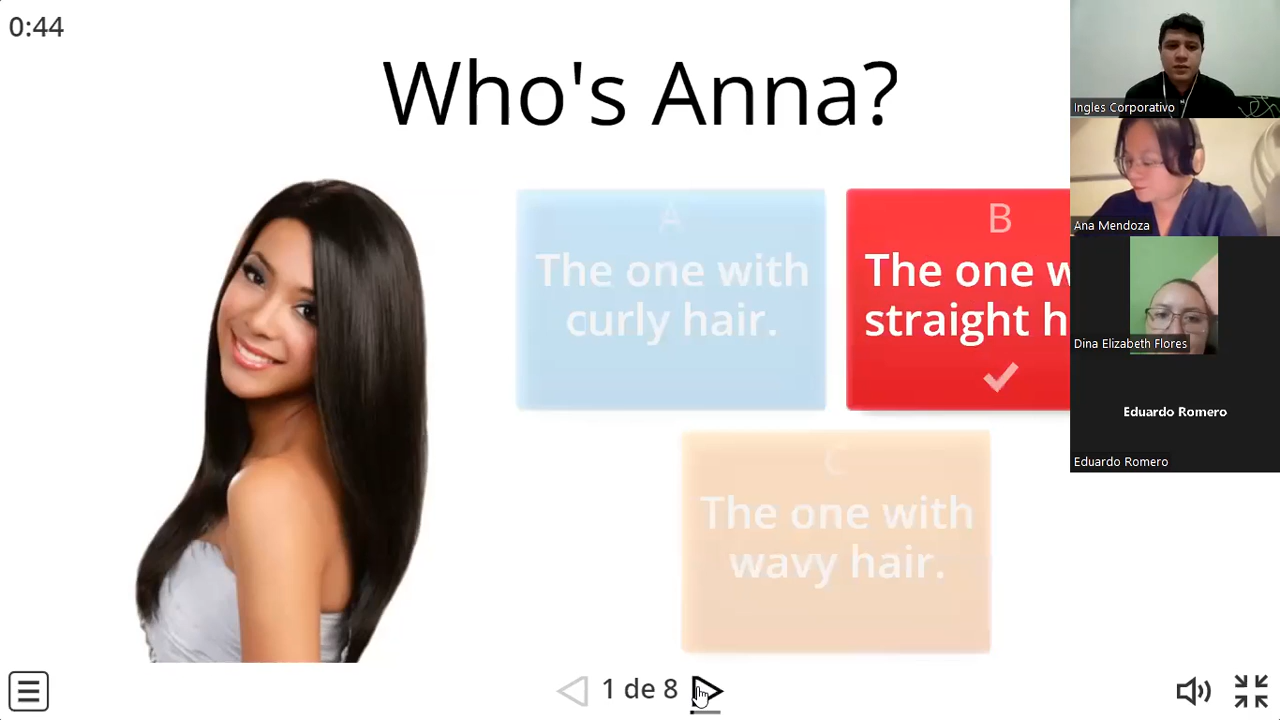 0:44
Who's Anna?
A
The one with
curly hair.
B
The one w
straight h
C
The one with
wavy hair.
1 de 8
Ingles Corporativo
Ana Mendoza
Dina Elizabeth Flores
Eduardo Romero
Eduardo Romero